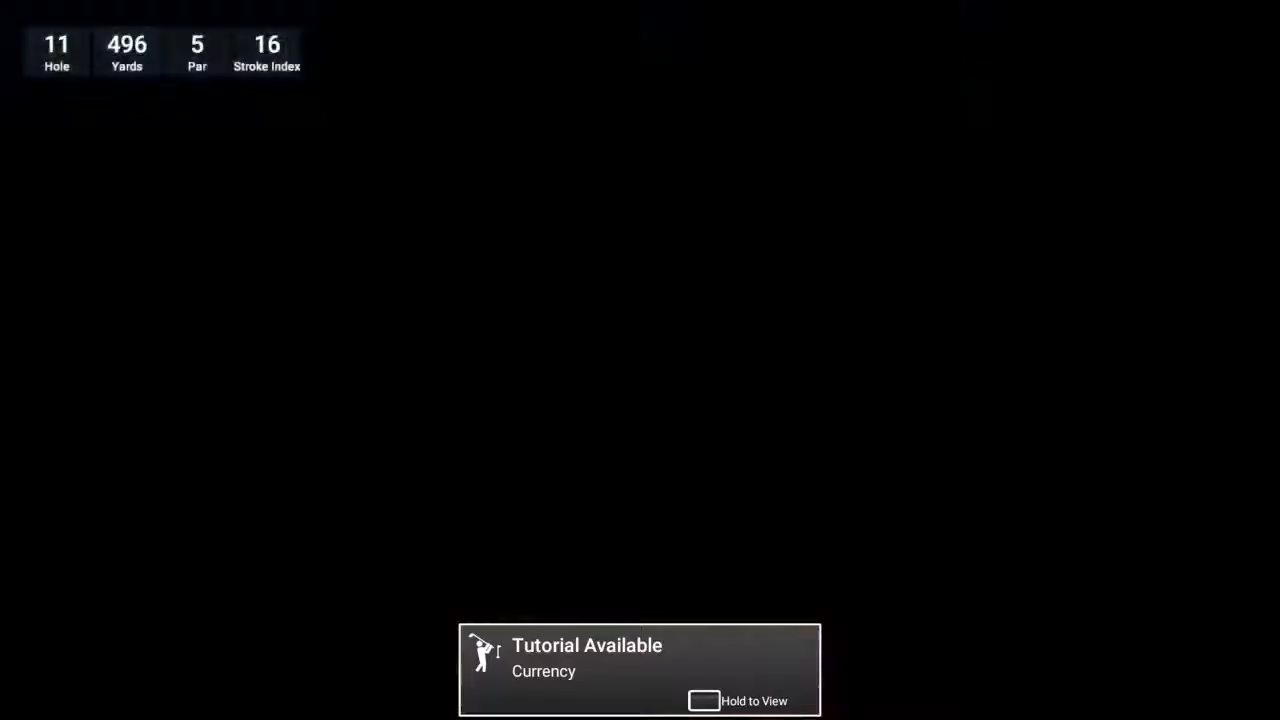 11 496 5 16
Hole Yards Par Stroke Index
Tutorial Available
Currency
Hold to View